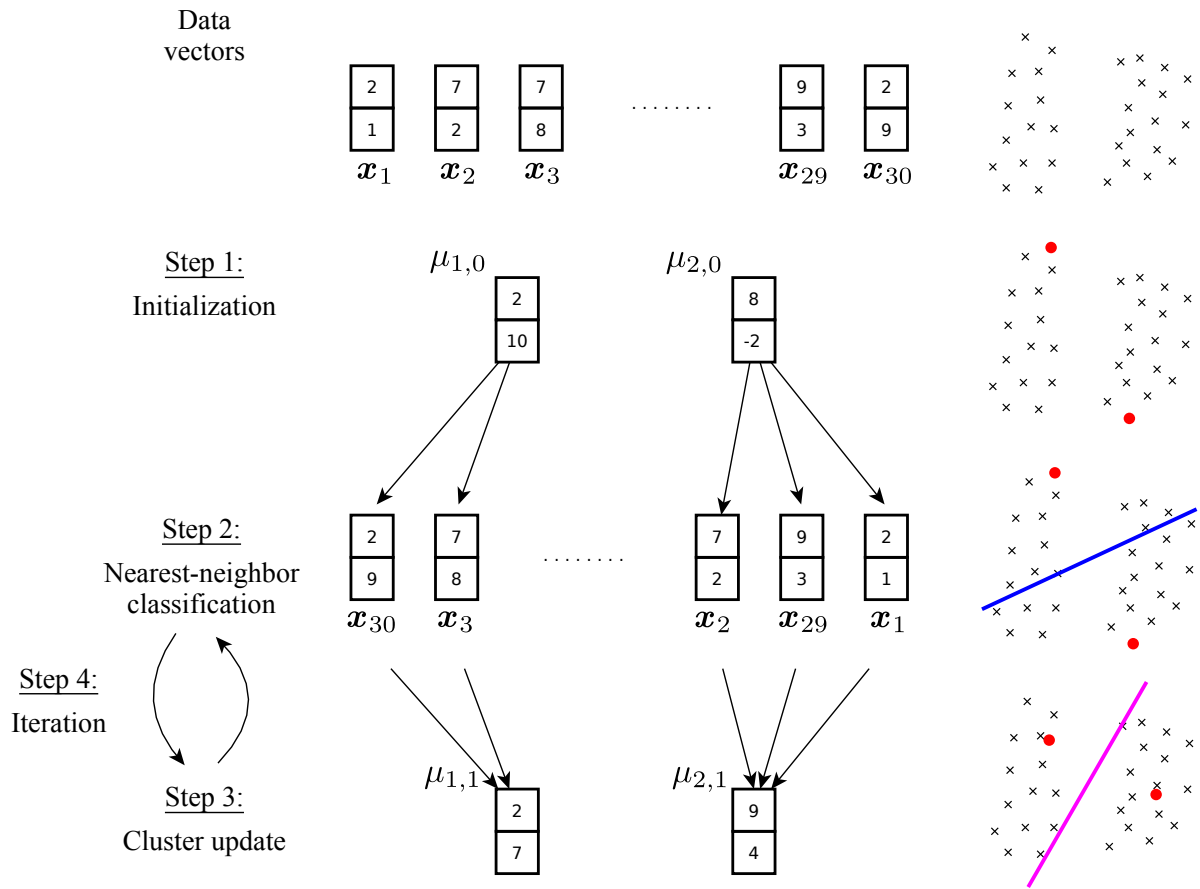 Data
vectors
2 7 7 9 2
1 2 8 ........ 3 9
x₁ x₂ x₃ x₂₉ x₃₀
Step 1:
Initialization
μ₁,₀ μ₂,₀
2 8
10 -2
Step 2:
Nearest-neighbor
classification
2 7 7 9 2
9 8 ........ 2 3 1
x₃₀ x₃ x₂ x₂₉ x₁
Step 4:
Iteration
Step 3:
Cluster update
μ₁,₁ μ₂,₁
2 9
7 4